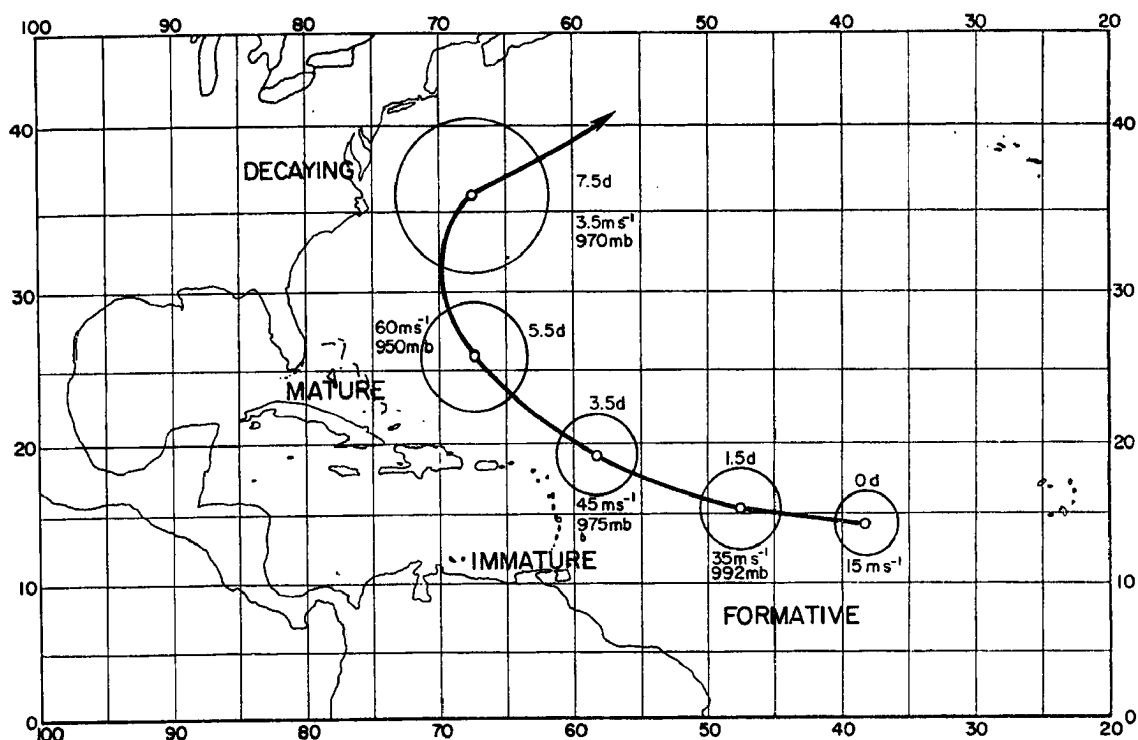 100 90 80 70 60 50 40 30 20
40 40
DECAYING
7.5d
3.5ms⁻¹
970mb
30 30
60ms⁻¹
950mb
5.5d
MATURE
3.5d
20 20
1.5d
0d
45ms⁻¹
975mb
IMMATURE
35ms⁻¹
992mb
15ms⁻¹
10 10
FORMATIVE
0 0
100 90 80 70 60 50 40 30 20